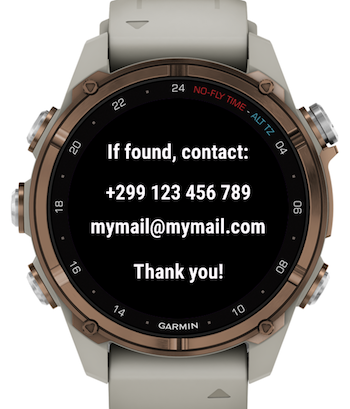 24
NO-FLY TIME - ALT TZ
22
20
04
If found, contact:
+299 123 456 789
18
06
mymail@mymail.com
Thank you!
16
08
14
10
GARMIN